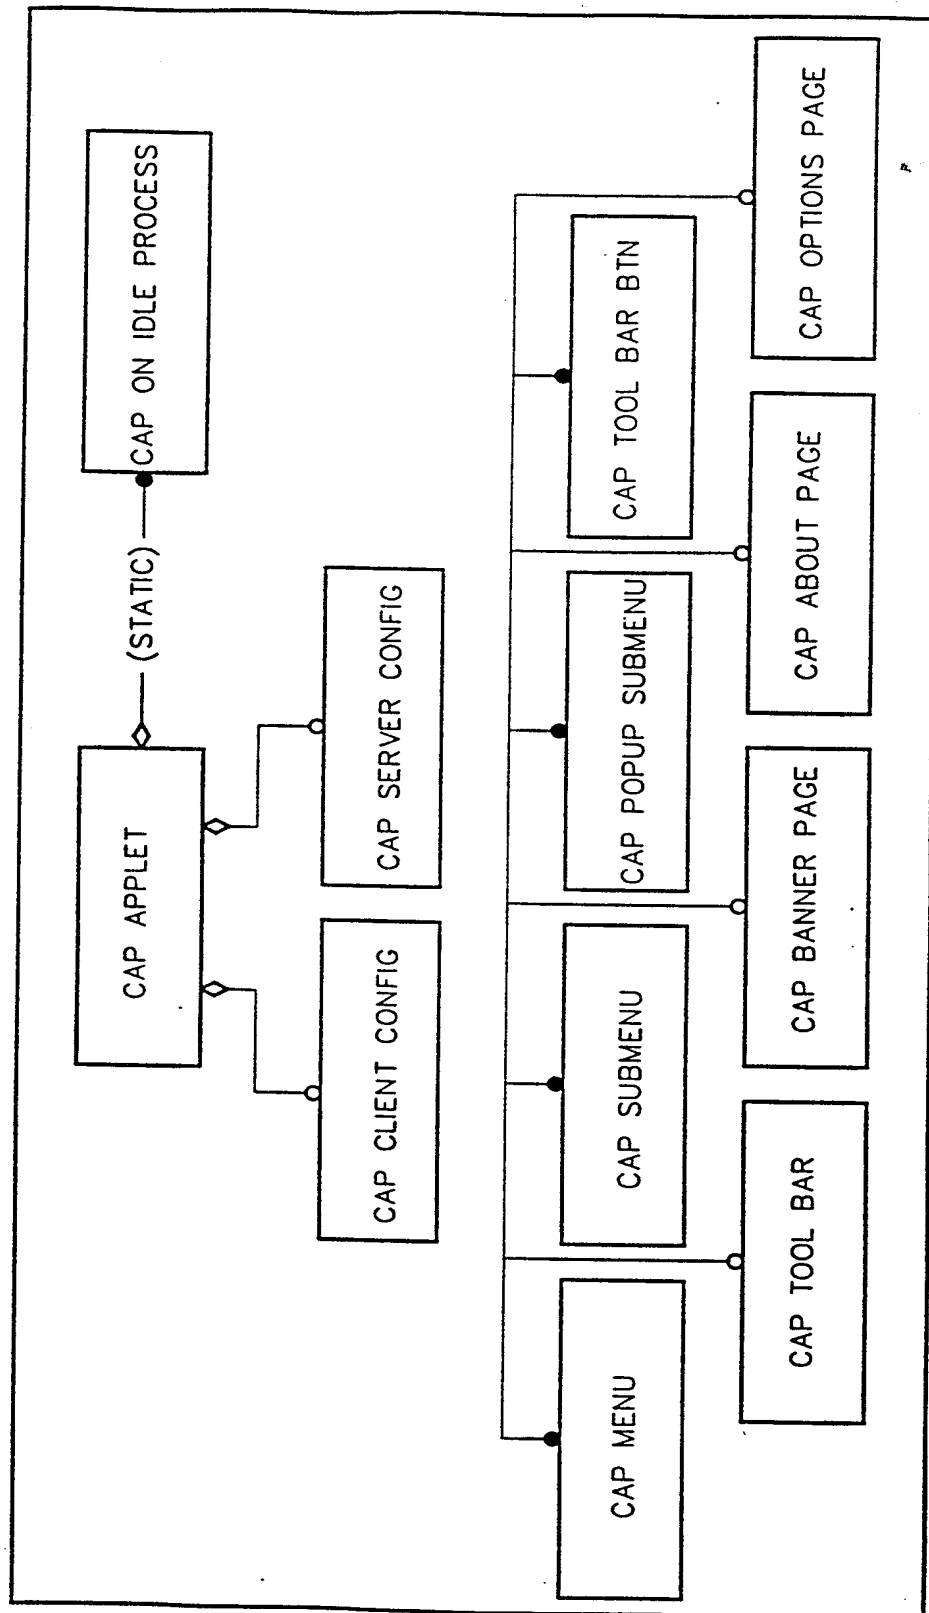 CAP APPLET
(STATIC)
CAP ON IDLE PROCESS
CAP CLIENT CONFIG
CAP SERVER CONFIG
CAP MENU
CAP SUBMENU
CAP POPUP SUBMENU
CAP TOOL BAR BTN
CAP TOOL BAR
CAP BANNER PAGE
CAP ABOUT PAGE
CAP OPTIONS PAGE